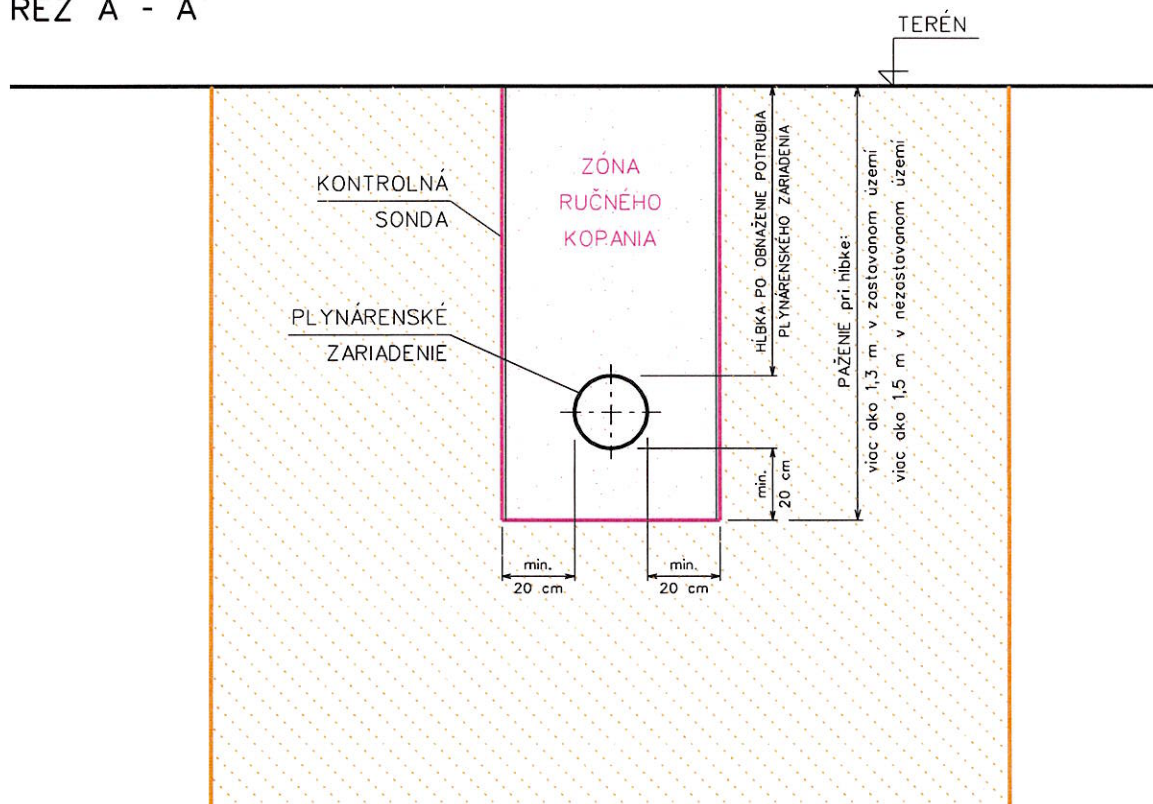 REZ A - A
TERÉN
KONTROLNÁ
SONDA
ZÓNA
RUČNÉHO
KOPANIA
PLYNÁRENSKÉ
ZARIADENIE
HĹBKA PO OBNAŽENIE POTRUBIA
PLYNÁRENSKÉHO ZARIADENIA
PAŽENIE pri hĺbke:
viac ako 1,3 m v zastavanom území
viac ako 1,5 m v nezastavanom území
min.
20 cm
min.
20 cm
min.
20 cm